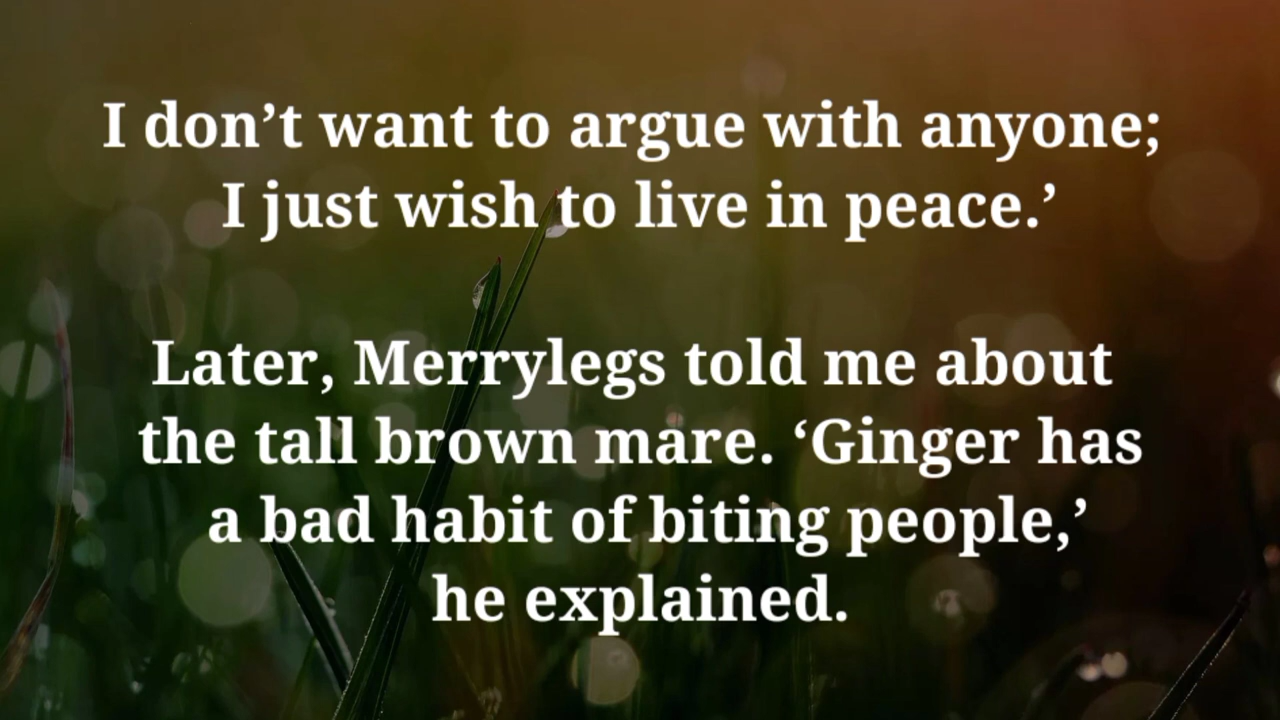 I don’t want to argue with anyone;
I just wish to live in peace.’
Later, Merrylegs told me about
the tall brown mare. ‘Ginger has
a bad habit of biting people,’
he explained.